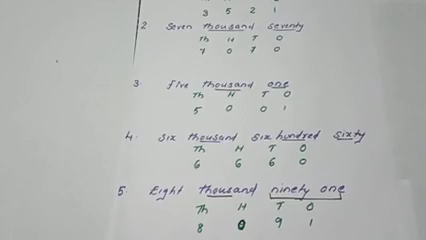 3 5 2 1
2. Seven thousand seventy
Th H T O
7 0 7 0
3. Five thousand one
Th H T O
5 0 0 1
4. Six thousand six hundred sixty
Th H T O
6 6 6 0
5. Eight thousand ninety one
Th H T O
8 0 9 1